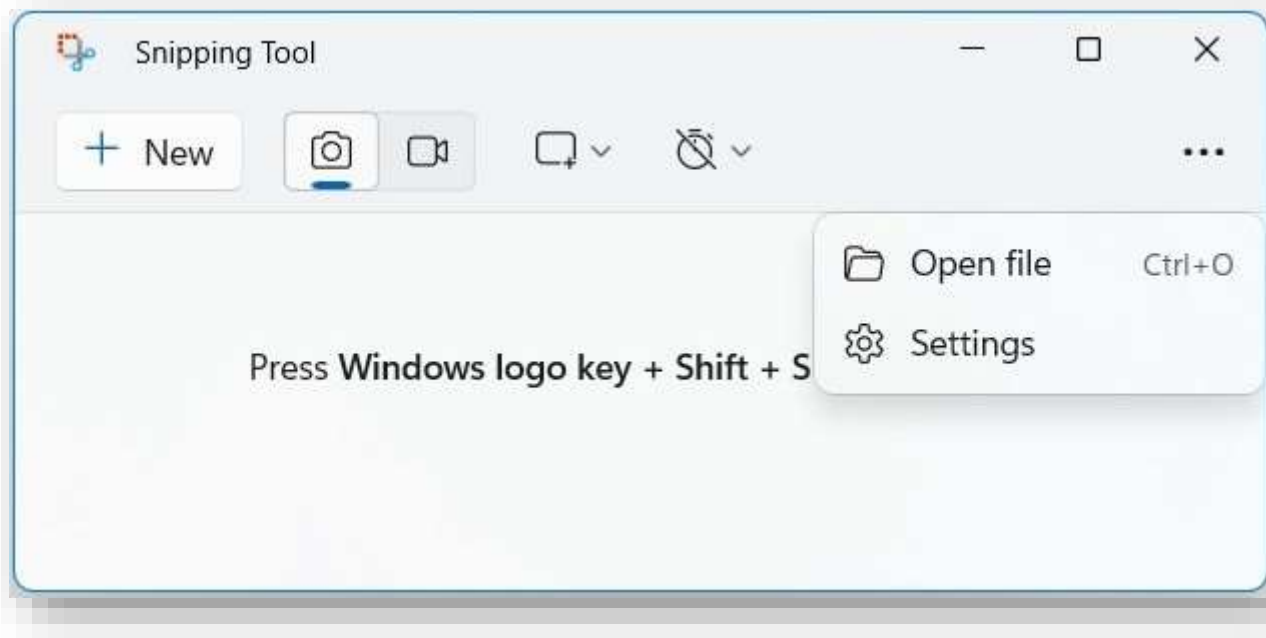 Snipping Tool
New
Open file Ctrl+O
Settings
Press Windows logo key + Shift + S